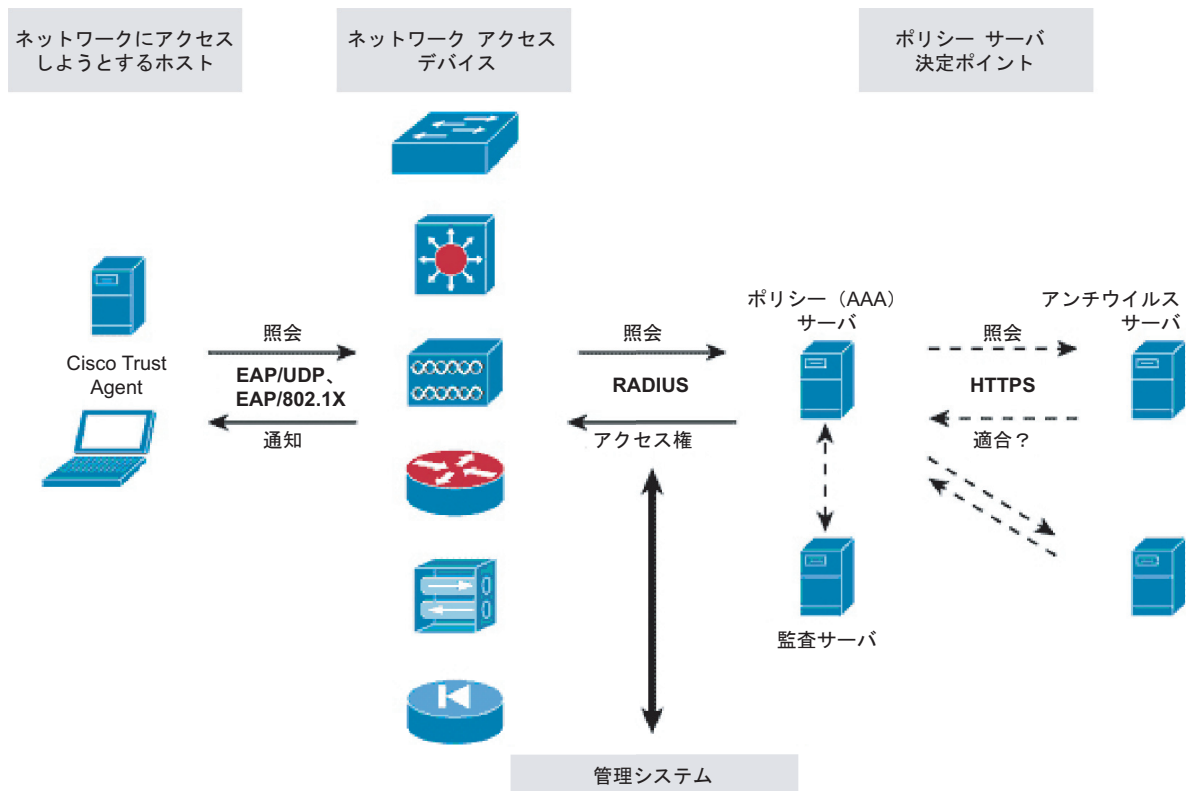 ネットワークにアクセス
しようとするホスト
ネットワーク アクセス
デバイス
ポリシー サーバ
決定ポイント
Cisco Trust
Agent
照会
EAP/UDP、
EAP/802.1X
通知
照会
RADIUS
アクセス権
ポリシー（AAA）
サーバ
照会
HTTPS
適合？
アンチウイルス
サーバ
監査サーバ
管理システム